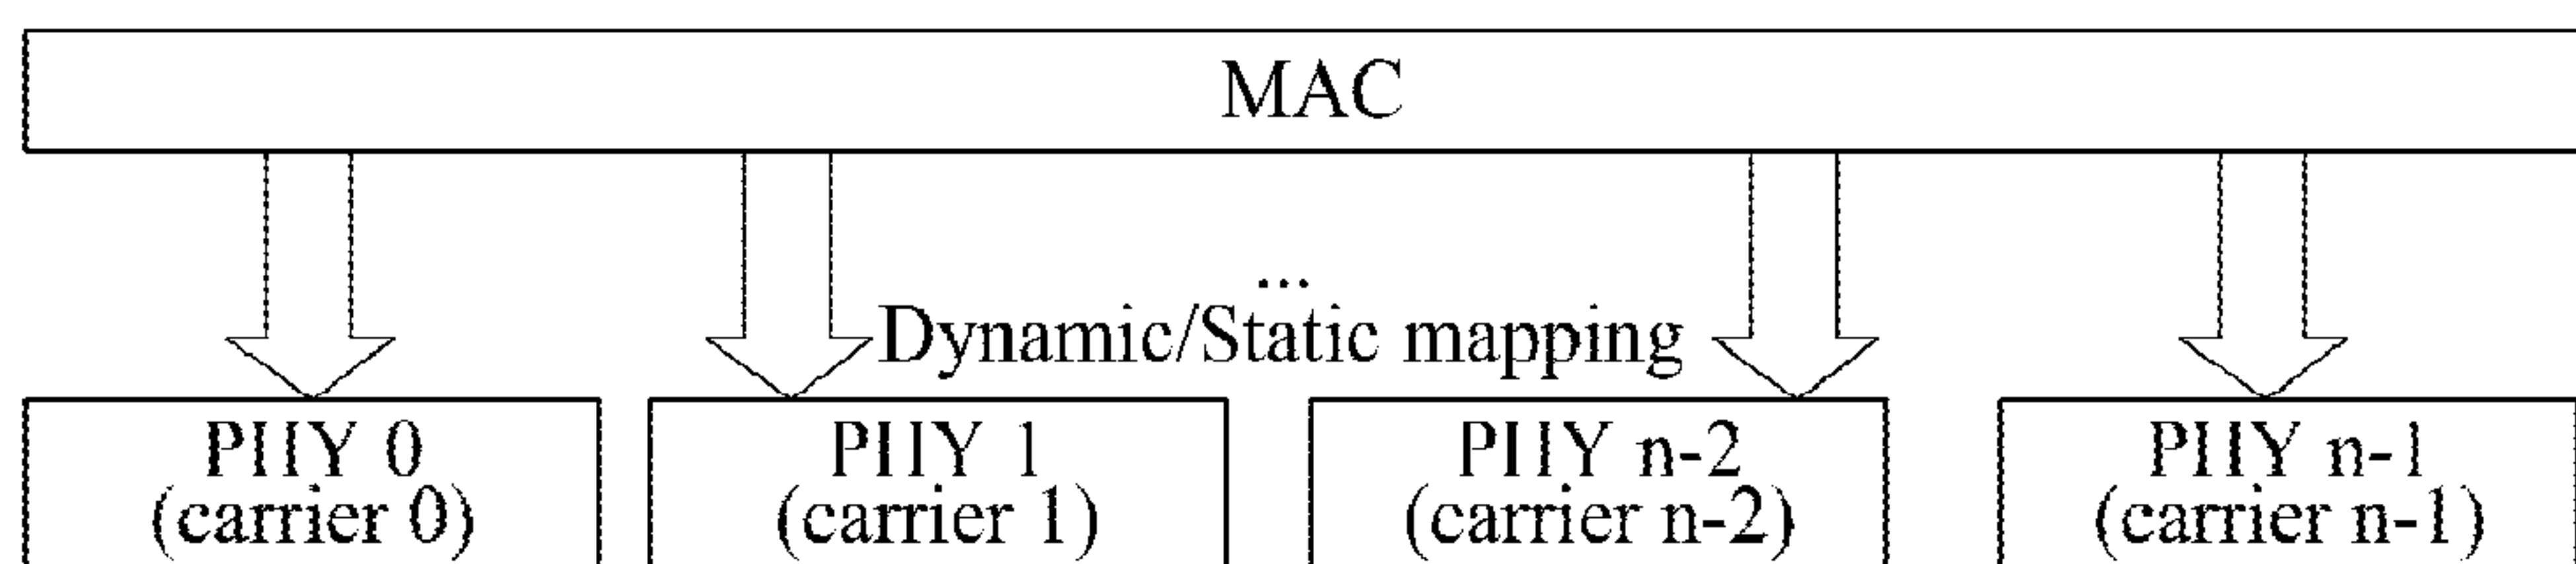 MAC
...
Dynamic/Static mapping
PHY 0
(carrier 0)
PHY 1
(carrier 1)
PHY n-2
(carrier n-2)
PHY n-1
(carrier n-1)